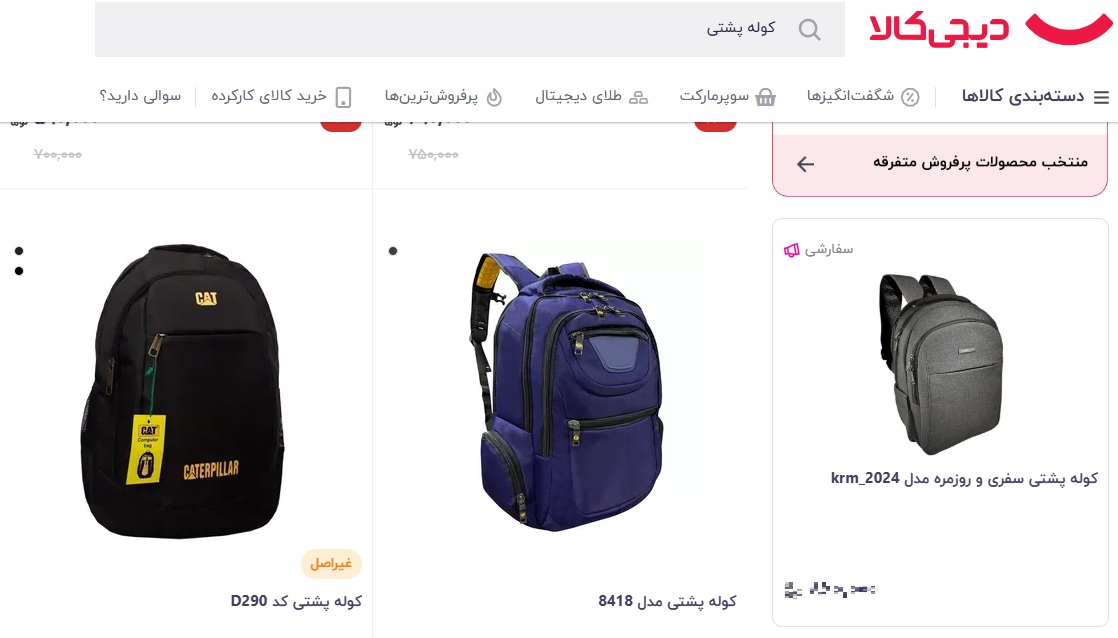 دیجی‌کالا
کوله پشتی
دسته‌بندی کالاها
شگفت‌انگیزها
سوپرمارکت
طلای دیجیتال
پرفروش‌ترین‌ها
خرید کالای کارکرده
سوالی دارید؟
منتخب محصولات پرفروش متفرقه
۷۵۰,۰۰۰
۷۰۰,۰۰۰
سفارشی
کوله پشتی سفری و روزمره مدل krm_2024
کوله پشتی مدل 8418
CAT
CAT
Computer
bag
CATERPILLAR
غیراصل
کوله پشتی کد D290